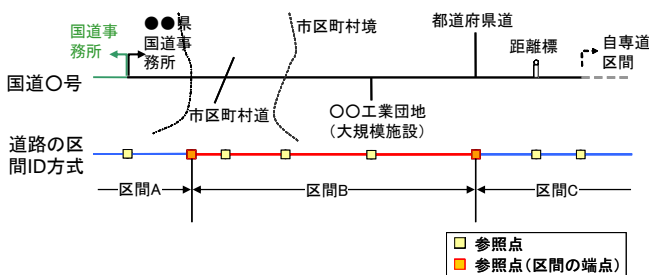 国道事
務所
●●県
国道事
務所
市区町村境
都道府県道
距離標
自専道
区間
国道〇号
市区町村道
〇〇工業団地
(大規模施設)
道路の区
間ID方式
区間A
区間B
区間C
参照点
参照点(区間の端点)